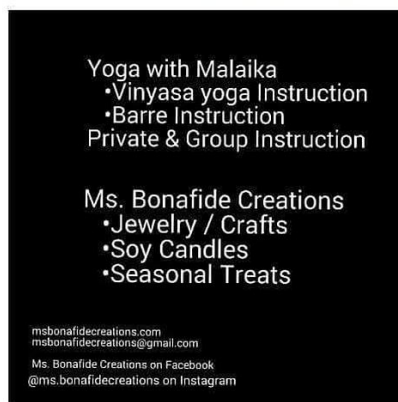 Yoga with Malaika
•Vinyasa yoga Instruction
•Barre Instruction
Private & Group Instruction
Ms. Bonafide Creations
•Jewelry / Crafts
•Soy Candles
•Seasonal Treats
msbonafidecreations.com
msbonafidecreations@gmail.com
Ms. Bonafide Creations on Facebook
@ms.bonafidecreations on Instagram